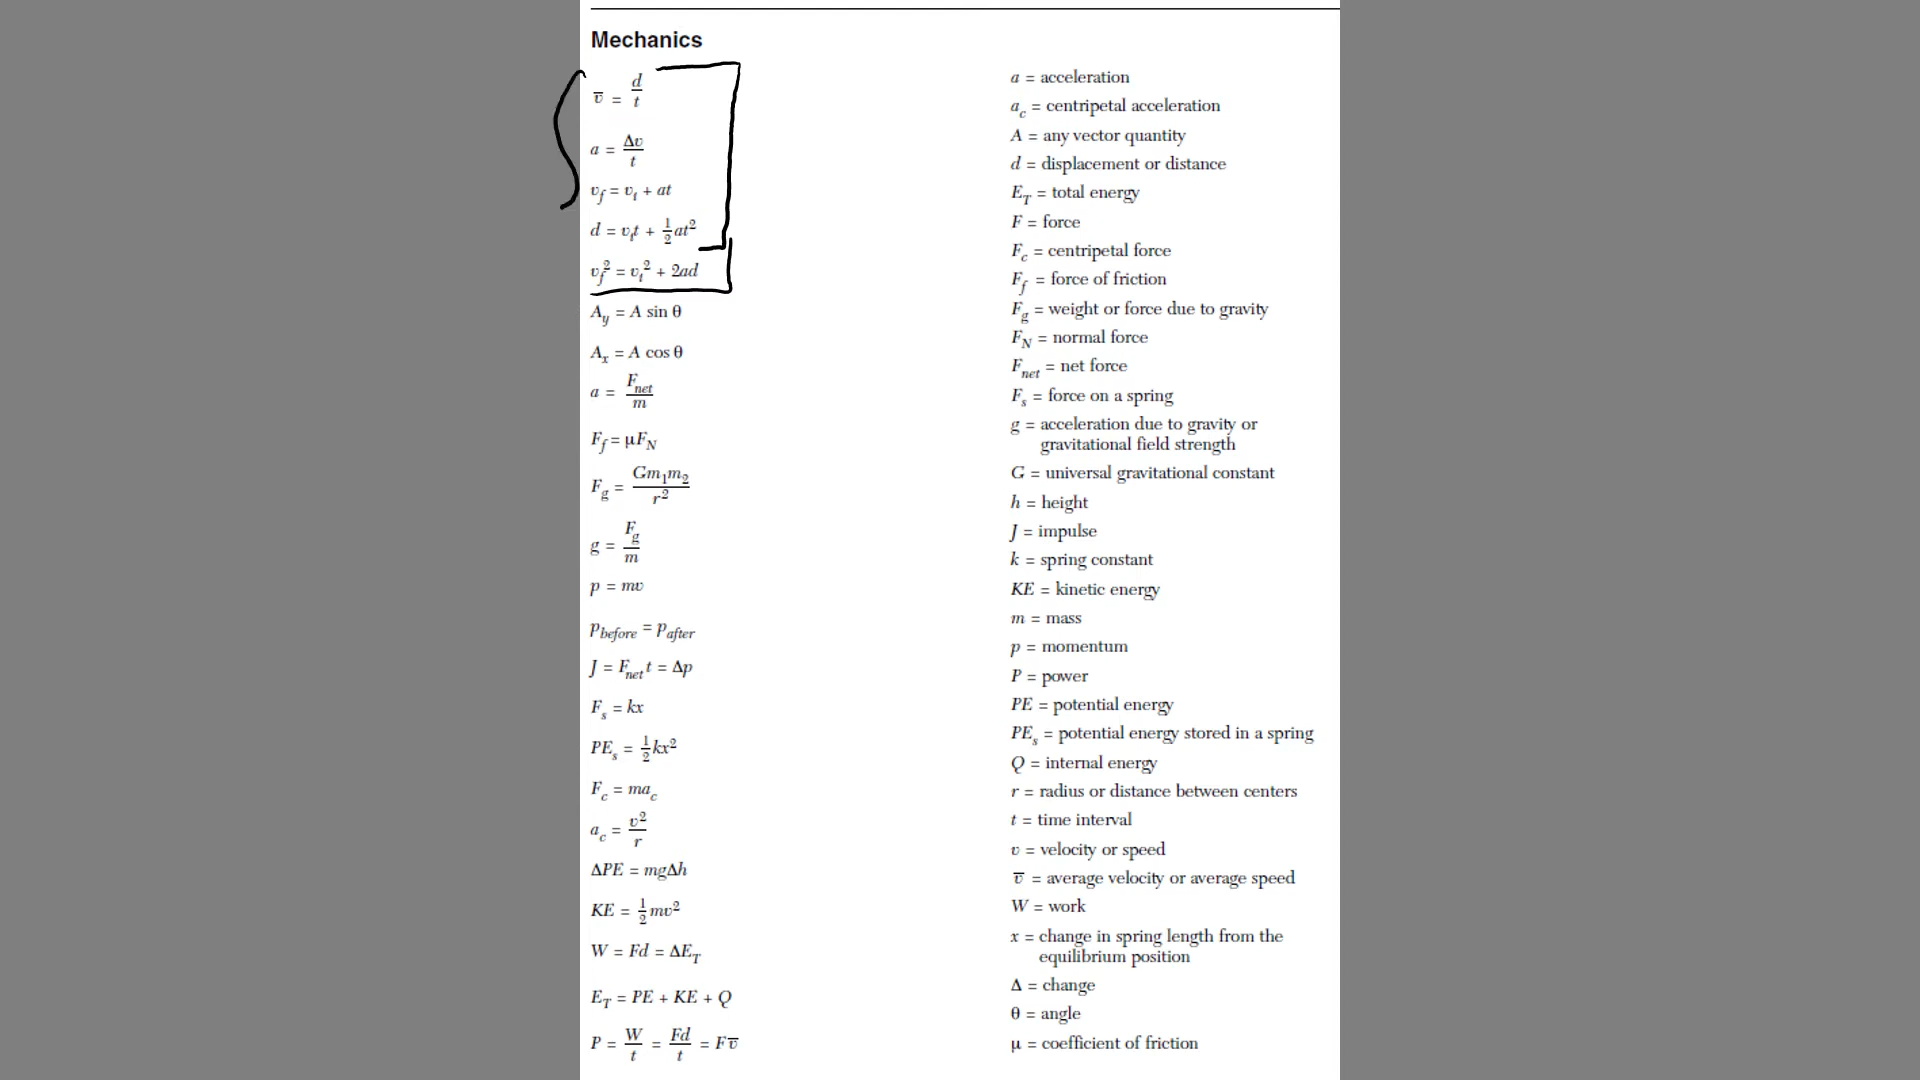 Mechanics
v̅ = d/t
a = Δv/t
v_f = v_i + at
d = v_i t + ½at²
v_f² = v_i² + 2ad
A_y = A sin θ
A_x = A cos θ
a = F_net/m
F_f = μF_N
F_g = Gm₁m₂/r²
g = F_g/m
p = mv
p_before = p_after
J = F_net t = Δp
F_s = kx
PE_s = ½kx²
F_c = ma_c
a_c = v²/r
ΔPE = mgΔh
KE = ½mv²
W = Fd = ΔE_T
E_T = PE + KE + Q
P = W/t = Fd/t = Fv̅
a = acceleration
a_c = centripetal acceleration
A = any vector quantity
d = displacement or distance
E_T = total energy
F = force
F_c = centripetal force
F_f = force of friction
F_g = weight or force due to gravity
F_N = normal force
F_net = net force
F_s = force on a spring
g = acceleration due to gravity or
gravitational field strength
G = universal gravitational constant
h = height
J = impulse
k = spring constant
KE = kinetic energy
m = mass
p = momentum
P = power
PE = potential energy
PE_s = potential energy stored in a spring
Q = internal energy
r = radius or distance between centers
t = time interval
v = velocity or speed
v̅ = average velocity or average speed
W = work
x = change in spring length from the
equilibrium position
Δ = change
θ = angle
μ = coefficient of friction